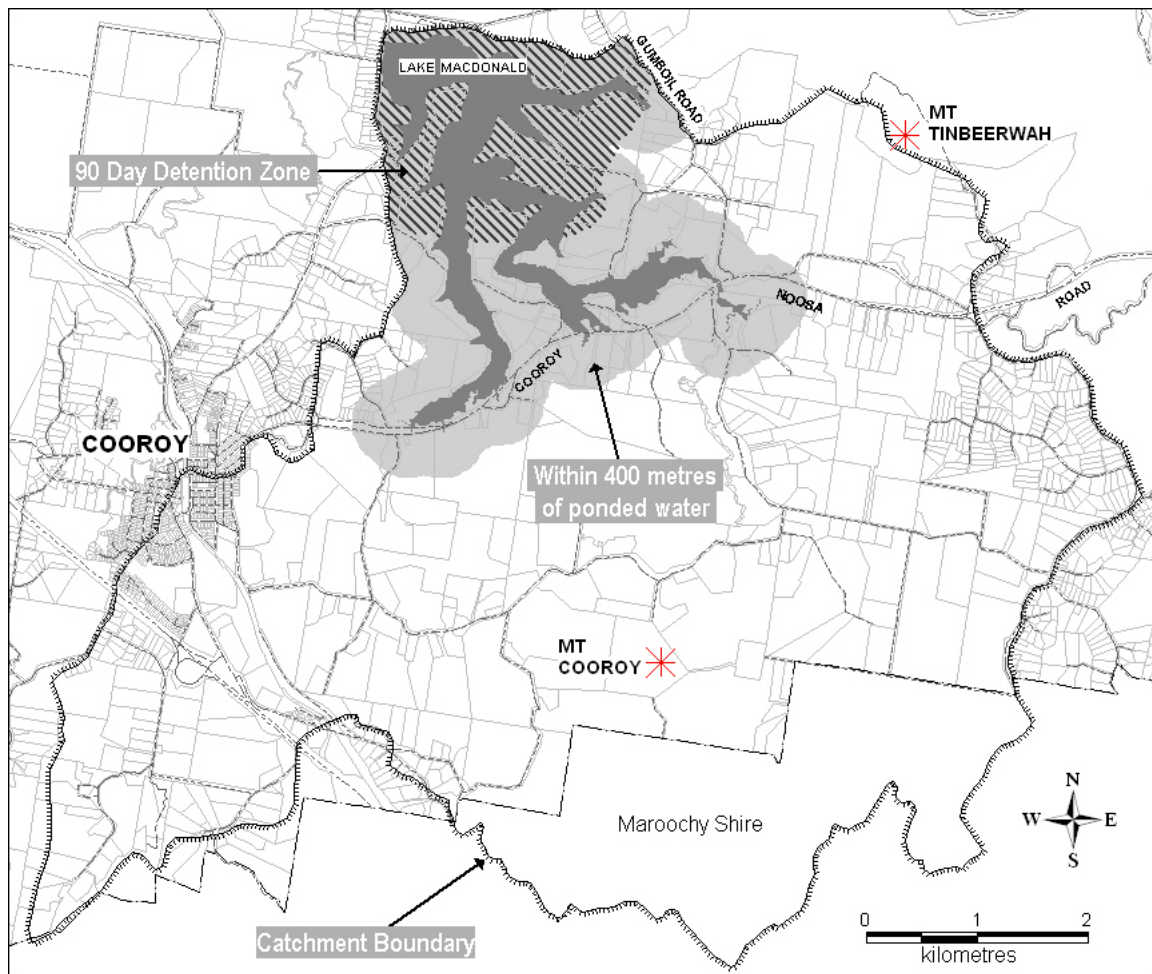 LAKE MACDONALD
GUMBOIL ROAD
MT
TINBEERWAH
90 Day Detention Zone
NOOSA
ROAD
COOROY
COOROY
Within 400 metres
of ponded water
MT
COOROY
Maroochy Shire
N
W E
S
Catchment Boundary
0 1 2
kilometres